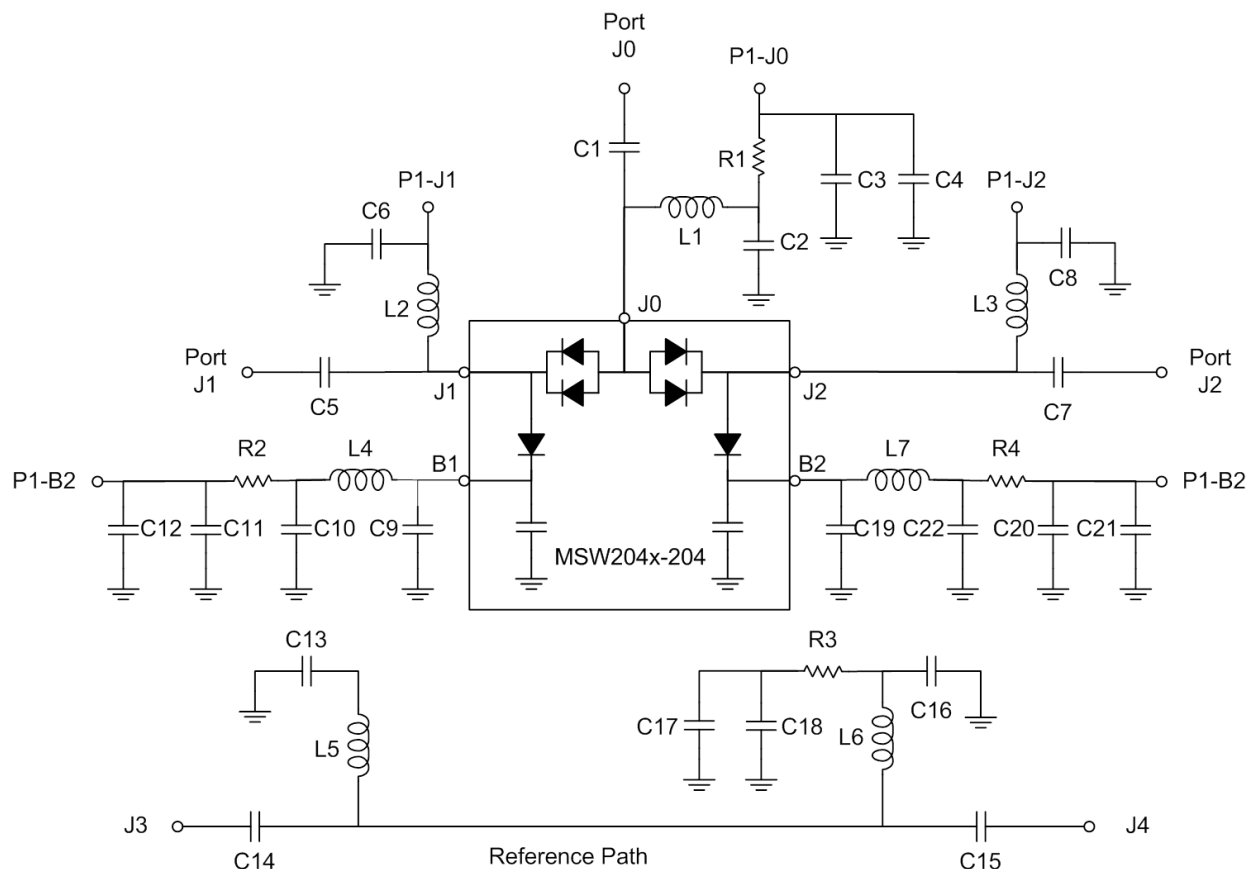 Port
J0
P1-J0
C1
R1
C3
C4
P1-J1
P1-J2
C6
L1
C2
C8
L2
J0
L3
Port
J1
C5
J1
J2
C7
Port
J2
P1-B2
R2
L4
B1
B2
L7
R4
P1-B2
C12
C11
C10
C9
C19
C22
C20
C21
MSW204x-204
C13
R3
L5
C17
C18
L6
C16
J3
C14
Reference Path
C15
J4